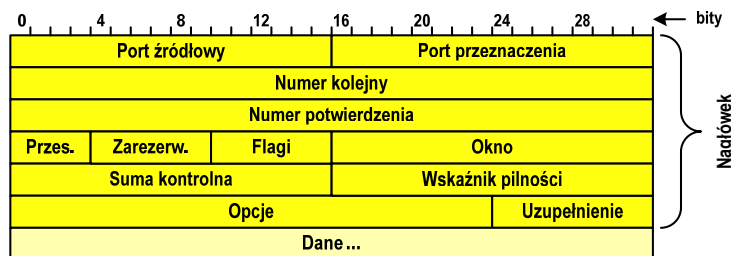 0 4 8 12 16 20 24 28 bity
Port źródłowy Port przeznaczenia
Numer kolejny
Numer potwierdzenia
Przes. Zarezerw. Flagi Okno
Suma kontrolna Wskaźnik pilności
Opcje Uzupełnienie
Dane ...
Nagłówek